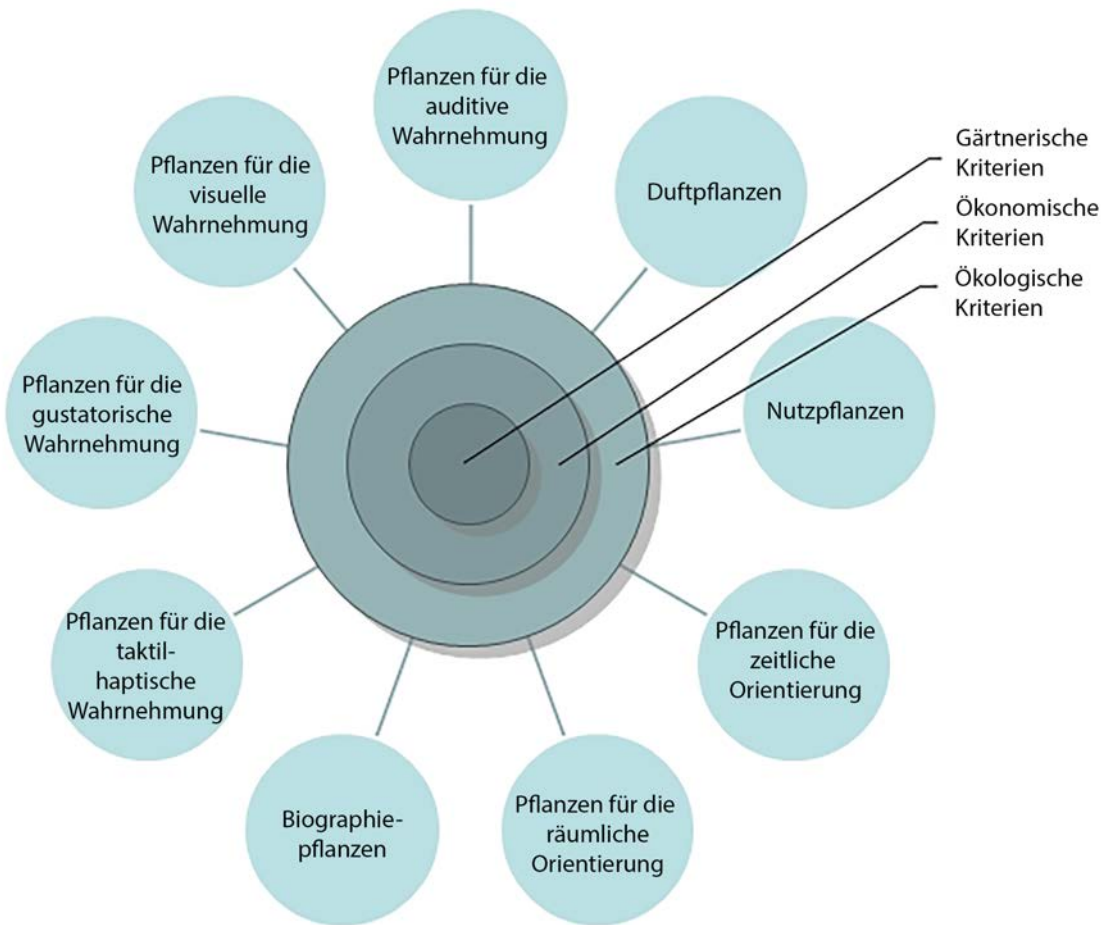 Pflanzen für die
auditive
Wahrnehmung
Duftpflanzen
Nutzpflanzen
Pflanzen für die
zeitliche
Orientierung
Pflanzen für die
räumliche
Orientierung
Biographie-
pflanzen
Pflanzen für die
taktil-
haptische
Wahrnehmung
Pflanzen für die
gustatorische
Wahrnehmung
Pflanzen für die
visuelle
Wahrnehmung
Gärtnerische
Kriterien
Ökonomische
Kriterien
Ökologische
Kriterien